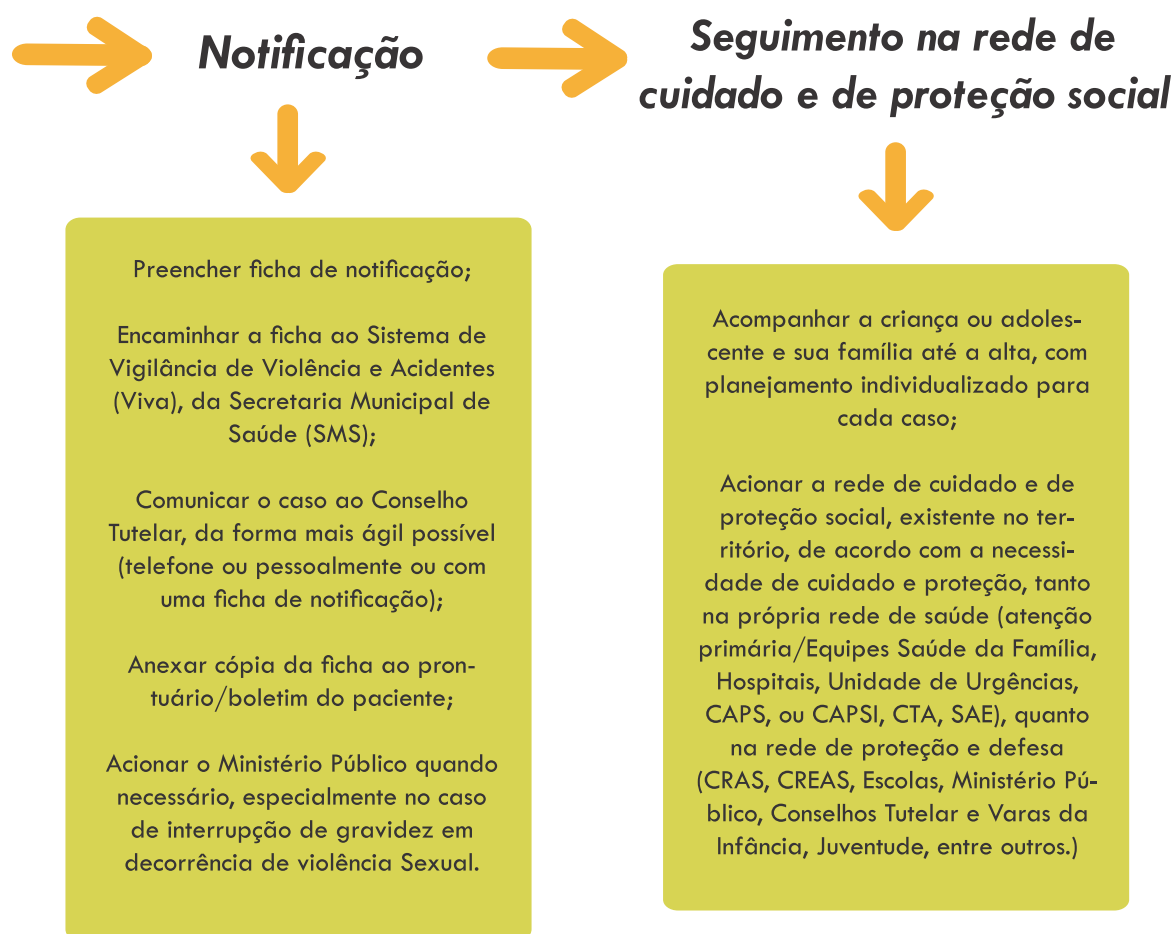 Notificação
Preencher ficha de notificação;
Encaminhar a ficha ao Sistema de
Vigilância de Violência e Acidentes
(Viva), da Secretaria Municipal de
Saúde (SMS);
Comunicar o caso ao Conselho
Tutelar, da forma mais ágil possível
(telefone ou pessoalmente ou com
uma ficha de notificação);
Anexar cópia da ficha ao pron-
tuário/boletim do paciente;
Acionar o Ministério Público quando
necessário, especialmente no caso
de interrupção de gravidez em
decorrência de violência Sexual.
Seguimento na rede de
cuidado e de proteção social
Acompanhar a criança ou adoles-
cente e sua família até a alta, com
planejamento individualizado para
cada caso;
Acionar a rede de cuidado e de
proteção social, existente no ter-
ritório, de acordo com a necessi-
dade de cuidado e proteção, tanto
na própria rede de saúde (atenção
primária/Equipes Saúde da Família,
Hospitais, Unidade de Urgências,
CAPS, ou CAPSI, CTA, SAE), quanto
na rede de proteção e defesa
(CRAS, CREAS, Escolas, Ministério Pú-
blico, Conselhos Tutelar e Varas da
Infância, Juventude, entre outros.)